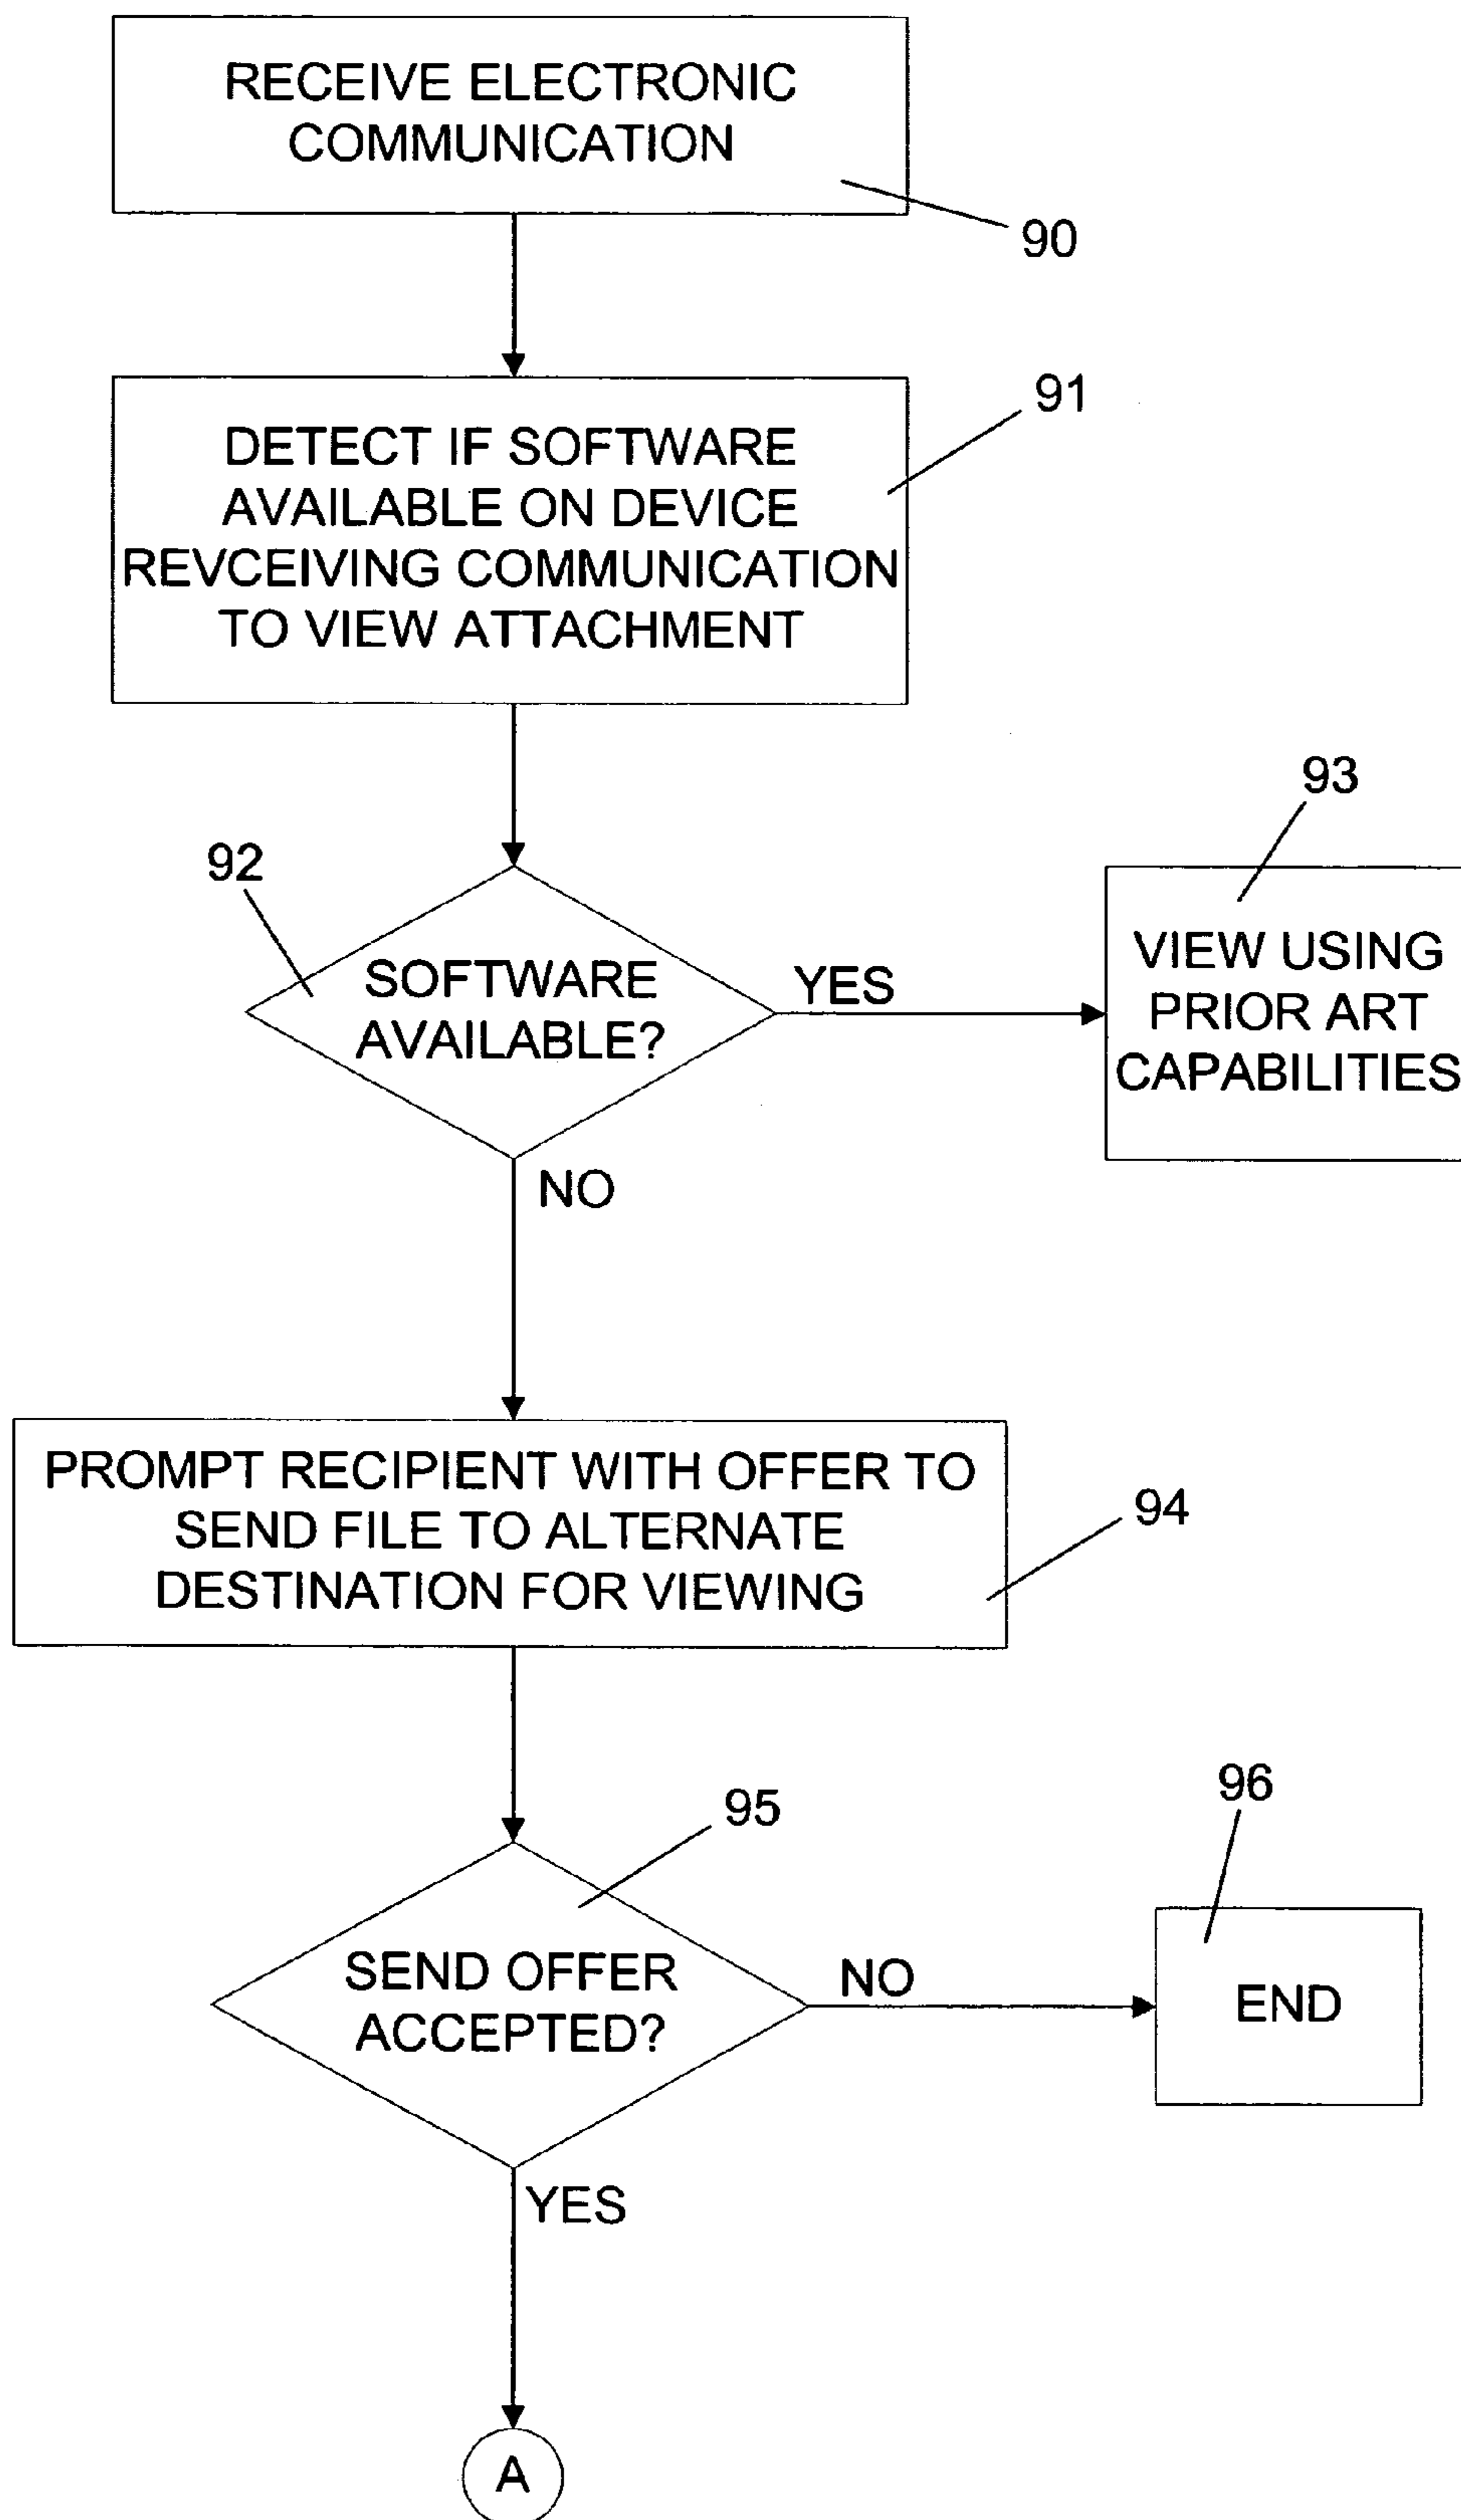 RECEIVE ELECTRONIC
COMMUNICATION
90
91
DETECT IF SOFTWARE
AVAILABLE ON DEVICE
REVCEIVING COMMUNICATION
TO VIEW ATTACHMENT
93
92
SOFTWARE
AVAILABLE?
YES
VIEW USING
PRIOR ART
CAPABILITIES
NO
PROMPT RECIPIENT WITH OFFER TO
SEND FILE TO ALTERNATE
DESTINATION FOR VIEWING
94
95
96
SEND OFFER
ACCEPTED?
NO
END
YES
A